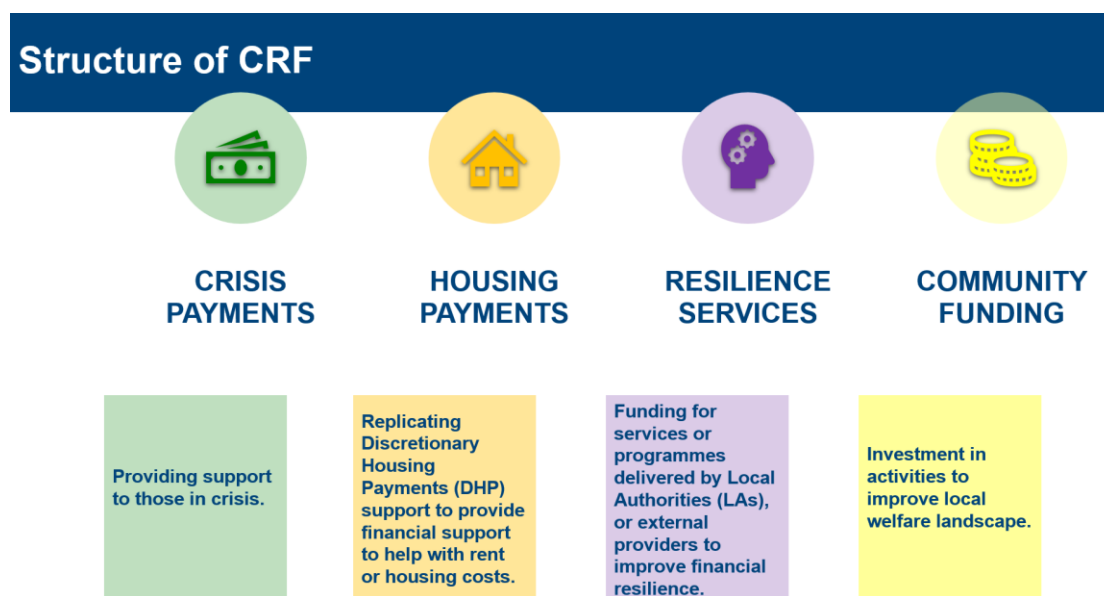 Structure of CRF
CRISIS
PAYMENTS
HOUSING
PAYMENTS
RESILIENCE
SERVICES
COMMUNITY
FUNDING
Providing support
to those in crisis.
Replicating
Discretionary
Housing
Payments (DHP)
support to provide
financial support
to help with rent
or housing costs.
Funding for
services or
programmes
delivered by Local
Authorities (LAs),
or external
providers to
improve financial
resilience.
Investment in
activities to
improve local
welfare landscape.